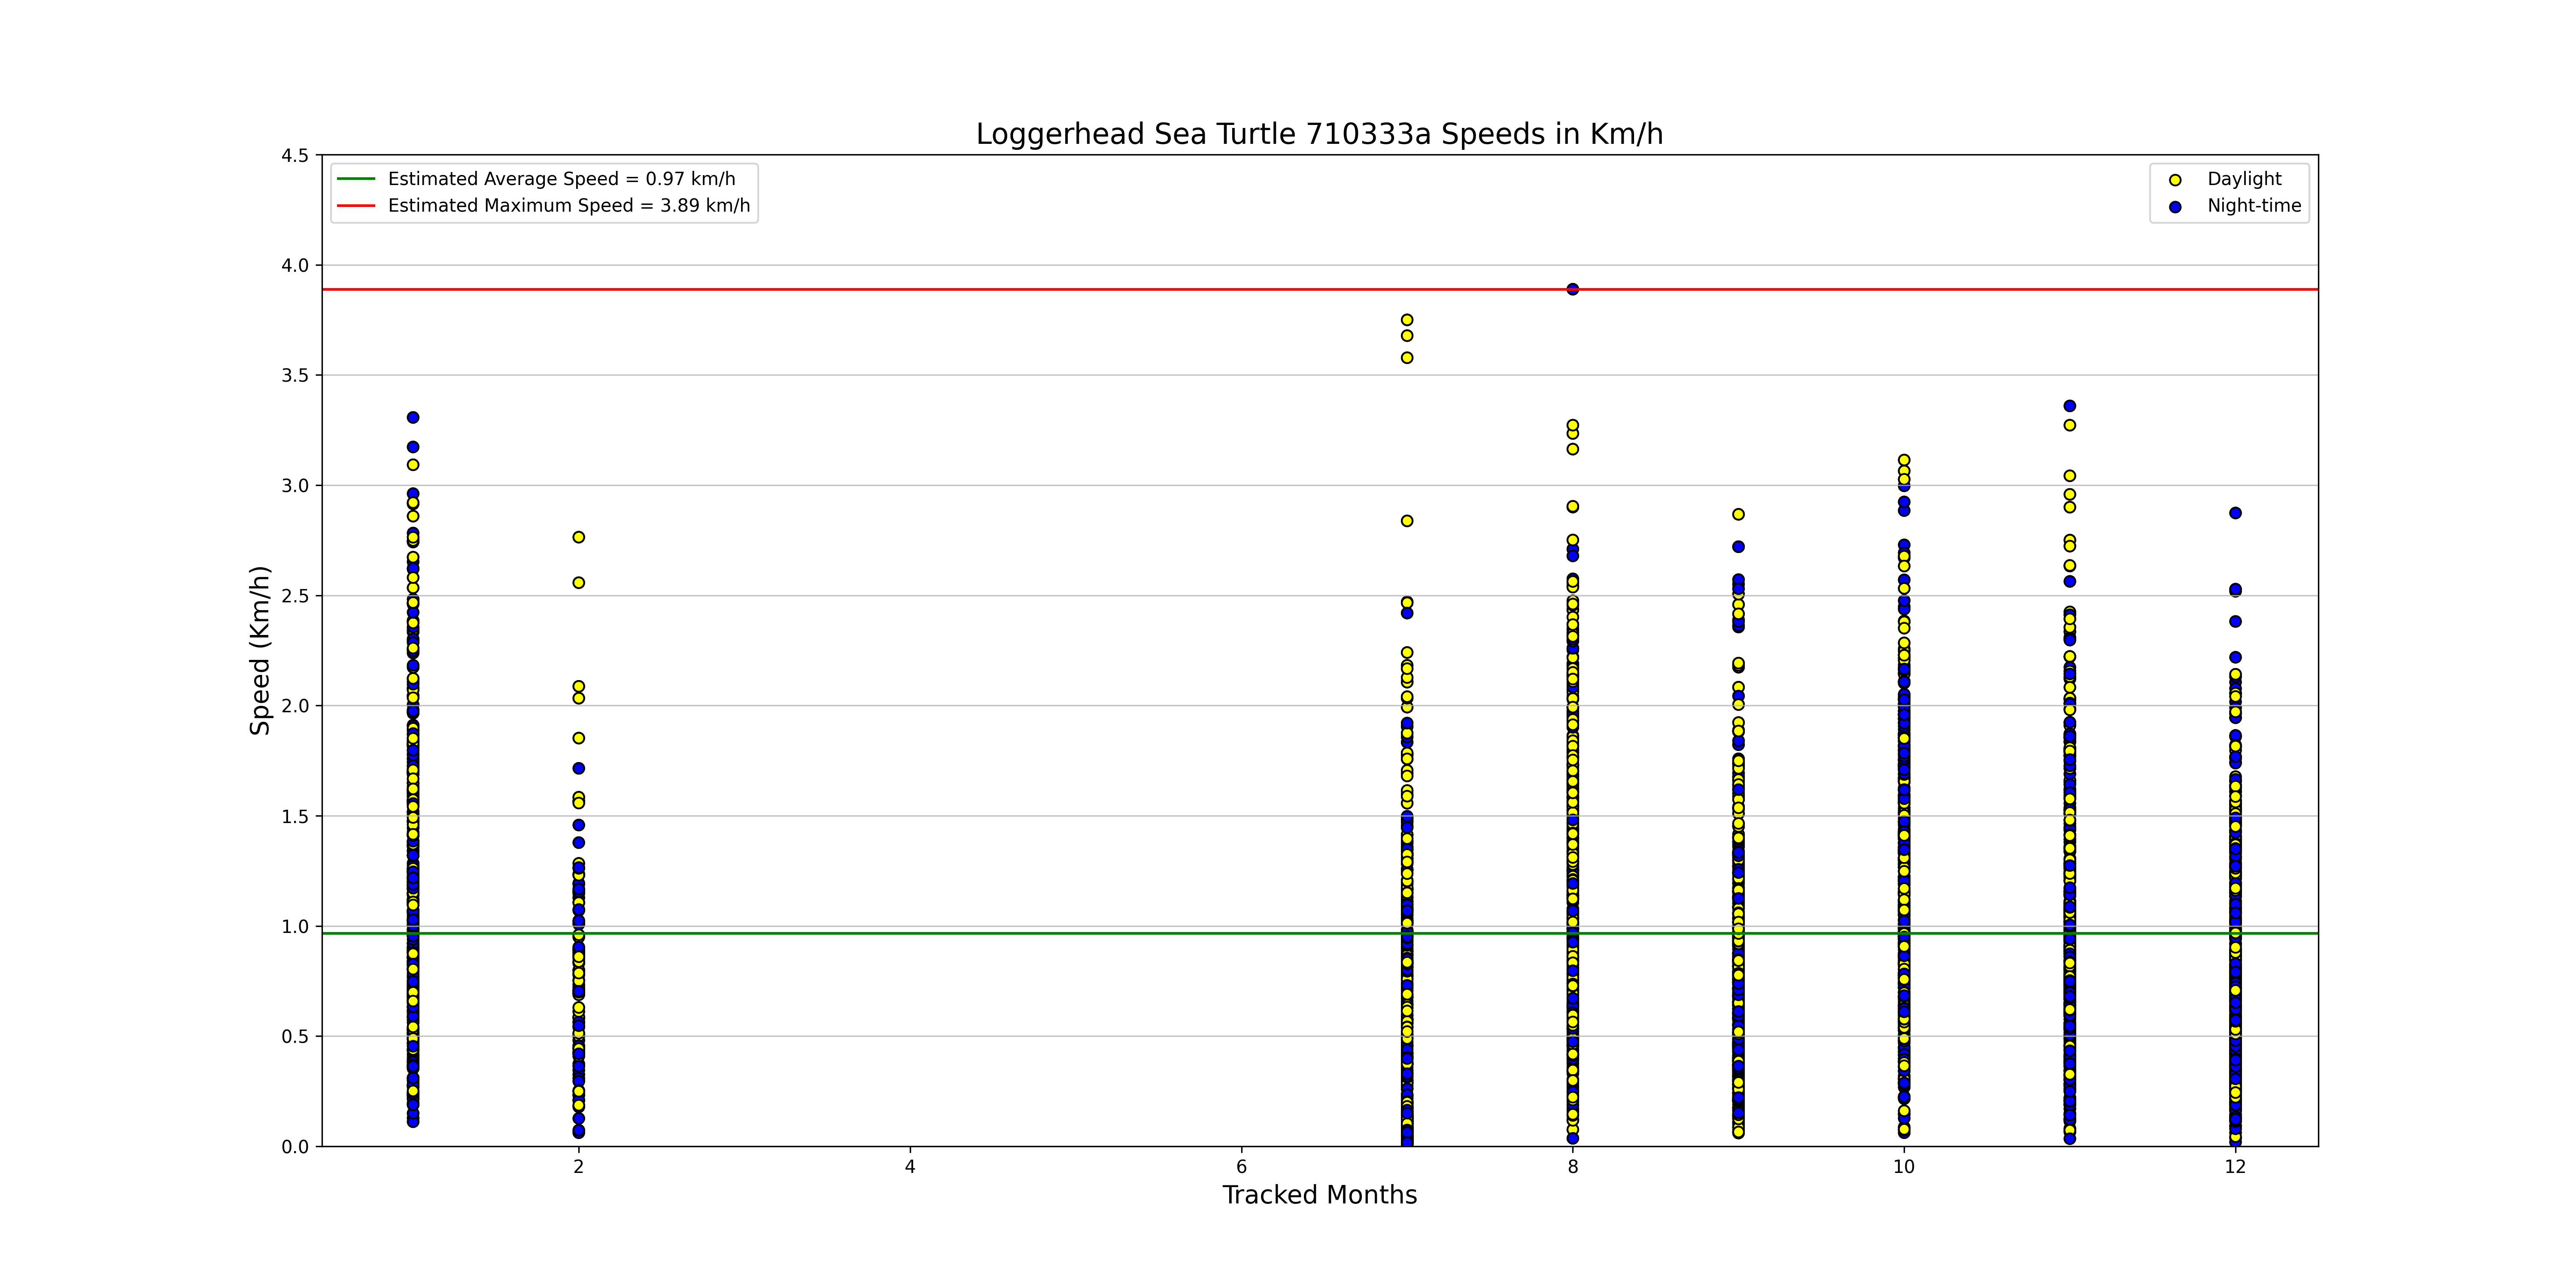 Loggerhead Sea Turtle 710333a Speeds in Km/h
Estimated Average Speed = 0.97 km/h
Estimated Maximum Speed = 3.89 km/h
Daylight
Night-time
4.5
4.0
3.5
3.0
2.5
2.0
1.5
1.0
0.5
0.0
Speed (Km/h)
2 4 6 8 10 12
Tracked Months